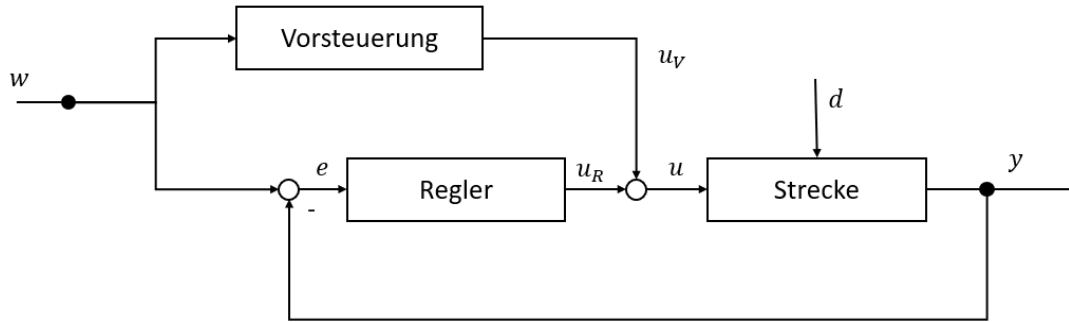 Vorsteuerung
w
u_V
d
e
Regler
u_R
u
Strecke
y
-